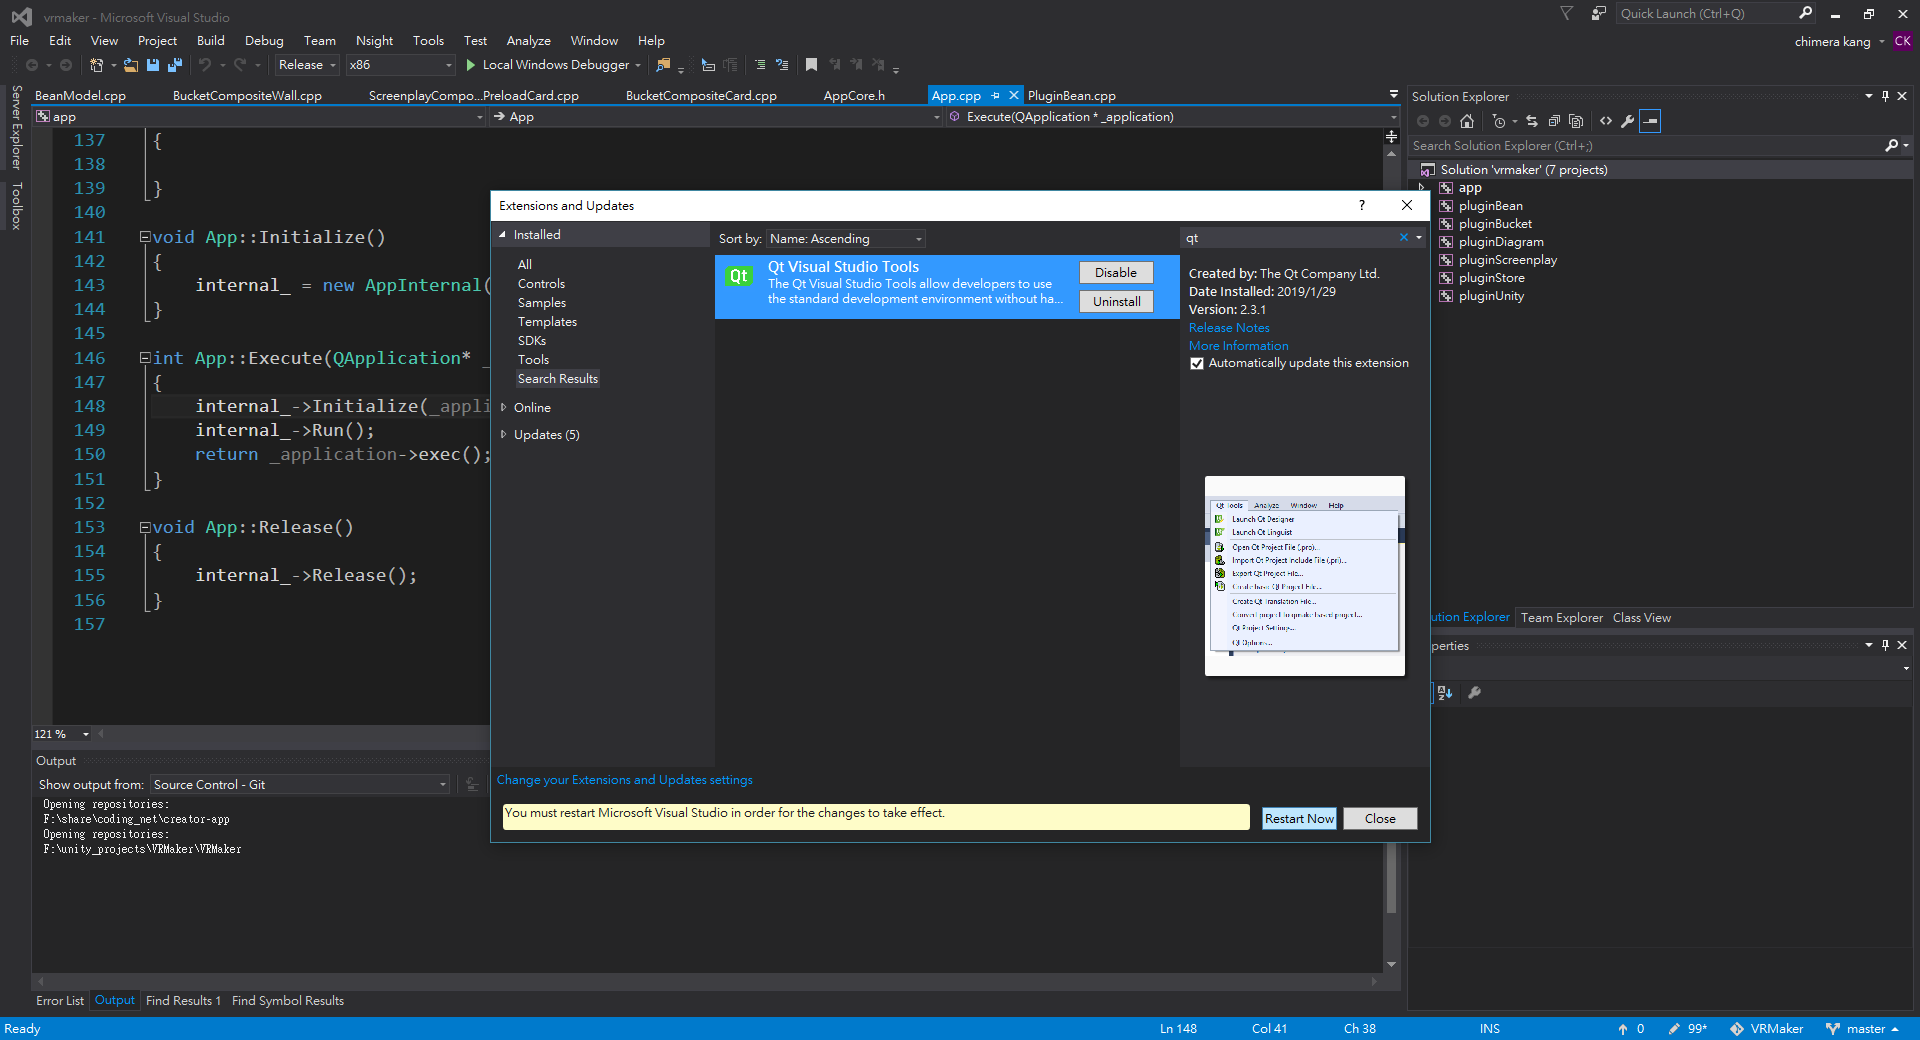 vrmaker - Microsoft Visual Studio
Quick Launch (Ctrl+Q)
File Edit View Project Build Debug Team Nsight Tools Test Analyze Window Help
chimera kang CK
Release x86 Local Windows Debugger
Server Explorer
Toolbox
BeanModel.cpp BucketCompositeWall.cpp ScreenplayCompo...PreloadCard.cpp BucketCompositeCard.cpp AppCore.h App.cpp PluginBean.cpp
app App Execute(QApplication * _application)
137 {
138
139 }
140
141 void App::Initialize()
142 {
143 internal_ = new AppInternal(
144 }
145
146 int App::Execute(QApplication* _
147 {
148 internal_->Initialize(_appli
149 internal_->Run();
150 return _application->exec();
151 }
152
153 void App::Release()
154 {
155 internal_->Release();
156 }
157
121 %
Output
Show output from: Source Control - Git
Opening repositories:
F:\share\coding_net\creator-app
Opening repositories:
F:\unity_projects\VRMaker\VRMaker
Error List Output Find Results 1 Find Symbol Results
Extensions and Updates ?
Installed
All
Controls
Samples
Templates
SDKs
Tools
Search Results
Online
Updates (5)
Sort by: Name: Ascending
qt
Qt
Qt Visual Studio Tools
The Qt Visual Studio Tools allow developers to use
the standard development environment without ha...
Disable
Uninstall
Created by: The Qt Company Ltd.
Date Installed: 2019/1/29
Version: 2.3.1
Release Notes
More Information
Automatically update this extension
Qt Tools Analyze Window Help
Launch Qt Designer
Launch Qt Linguist
Open Qt Project File (.pro)...
Import Qt Project Include File (.pri)...
Export Qt Project File...
Create basic Qt Project File...
Create Qt Translation File...
Convert project to qmake based project...
Qt Project Settings...
Qt Options...
Change your Extensions and Updates settings
You must restart Microsoft Visual Studio in order for the changes to take effect.
Restart Now Close
Solution Explorer
Search Solution Explorer (Ctrl+;)
Solution 'vrmaker' (7 projects)
app
pluginBean
pluginBucket
pluginDiagram
pluginScreenplay
pluginStore
pluginUnity
ution Explorer Team Explorer Class View
perties
Ready Ln 148 Col 41 Ch 38 INS 0 99* VRMaker master